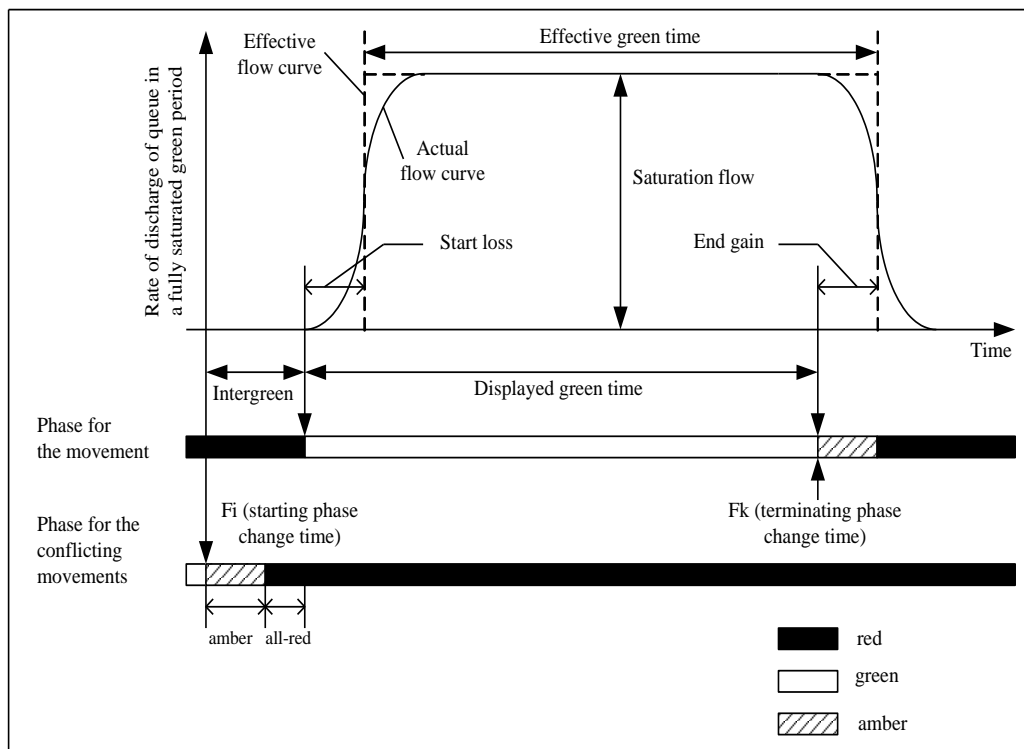 Effective green time
Effective
flow curve
Rate of discharge of queue in
a fully saturated green period
Actual
flow curve
Saturation flow
Start loss
End gain
Time
Intergreen
Displayed green time
Phase for
the movement
Fi (starting phase
change time)
Fk (terminating phase
change time)
Phase for the
conflicting
movements
amber
all-red
red
green
amber